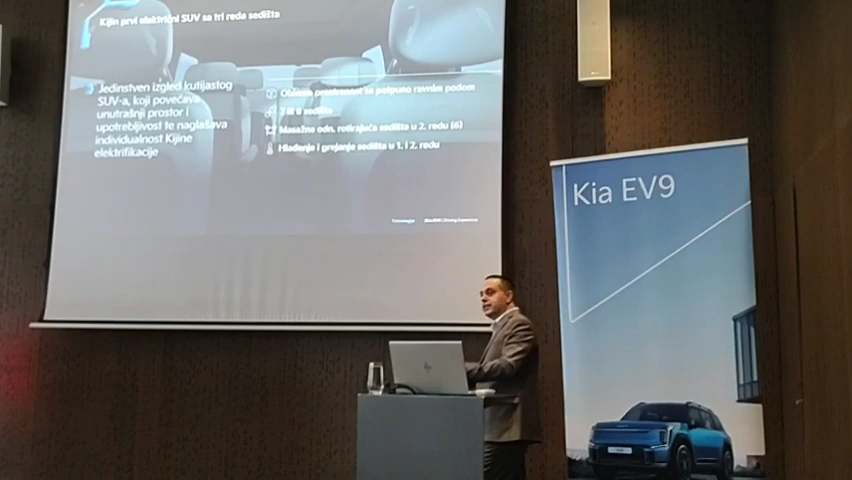 Kijin prvi električni SUV sa tri reda sedišta
Jedinstven izgled kutijastog
SUV-a, koji povećava
unutrašnji prostor i
upotrebljivost te naglašava
individualnost Kijine
elektrifikacije
prostranost sa potpuno ravnim podom
7 ili 6 sedišta
Masažna odn. rotirajuća sedišta u 2. redu (6)
Hlađenje i grejanje sedišta u 1. i 2. redu
Kia EV9
hp